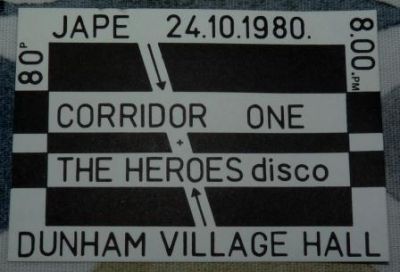 JAPE 24.10.1980.
80P
8.00.PM
CORRIDOR ONE
+
THE HEROES disco
DUNHAM VILLAGE HALL